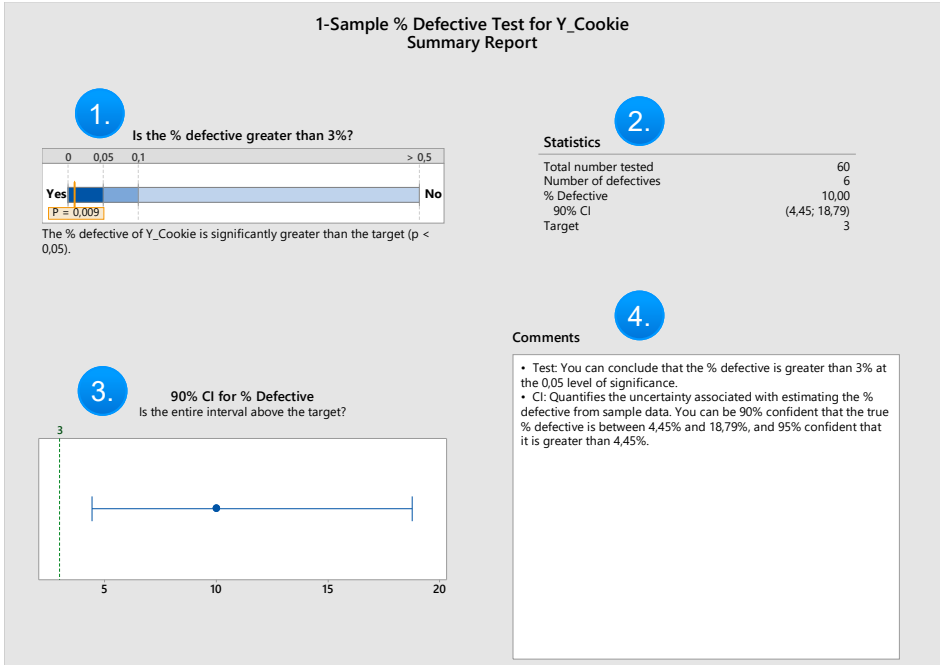 1-Sample % Defective Test for Y_Cookie
Summary Report
1.
Is the % defective greater than 3%?
0 0,05 0,1 > 0,5
Yes No
P = 0,009
The % defective of Y_Cookie is significantly greater than the target (p <
0,05).
2.
Statistics
Total number tested 60
Number of defectives 6
% Defective 10,00
90% CI (4,45; 18,79)
Target 3
3.
90% CI for % Defective
Is the entire interval above the target?
3
5 10 15 20
4.
Comments
• Test: You can conclude that the % defective is greater than 3% at
the 0,05 level of significance.
• CI: Quantifies the uncertainty associated with estimating the %
defective from sample data. You can be 90% confident that the true
% defective is between 4,45% and 18,79%, and 95% confident that
it is greater than 4,45%.